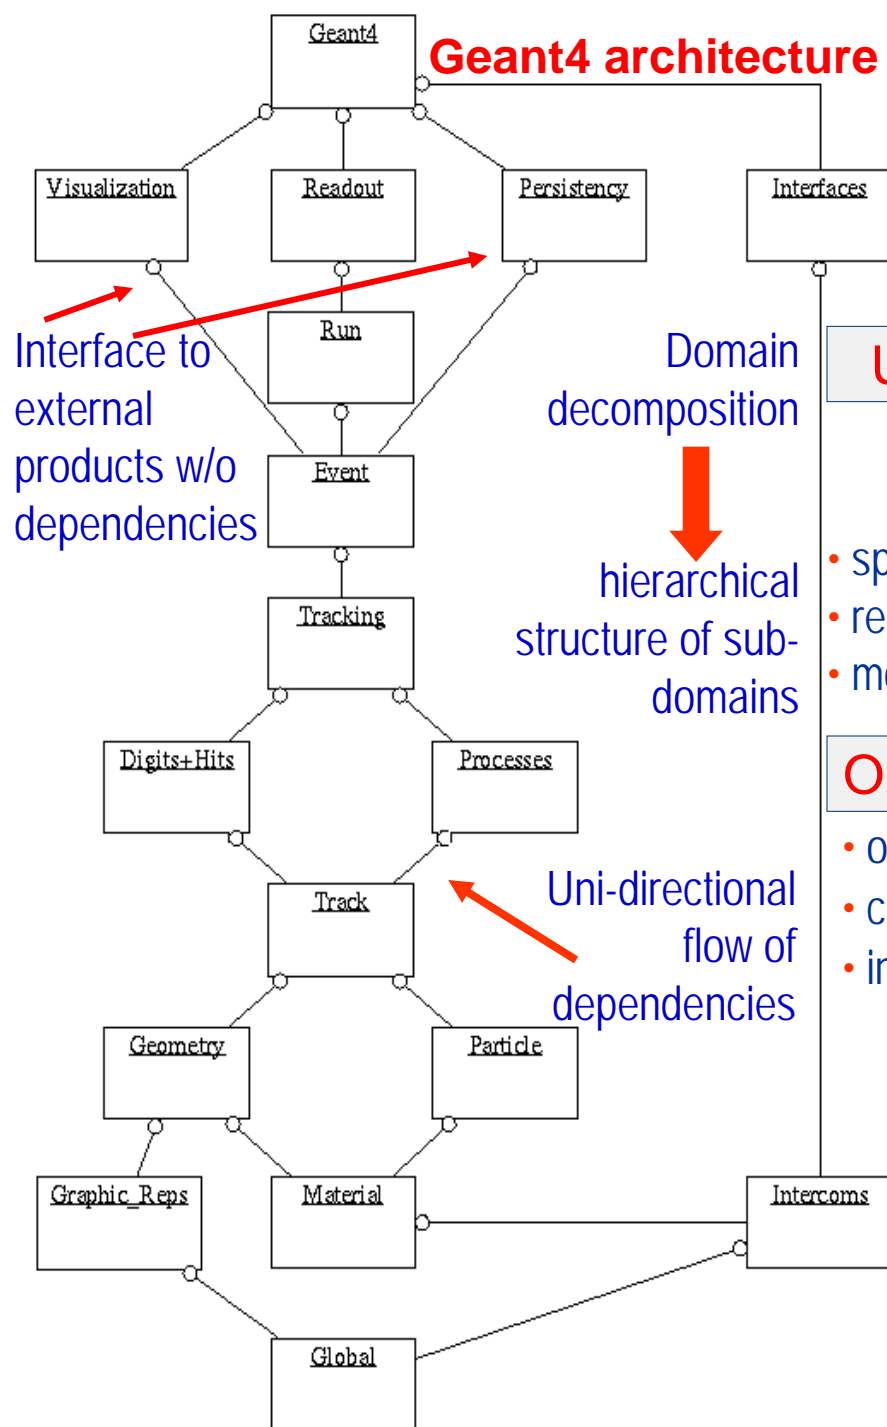 Geant4
Geant4 architecture
Visualization
Readout
Persistency
Interfaces
Run
Interface to
external
products w/o
dependencies
Domain
decomposition
Event
hierarchical
structure of sub-
domains
Tracking
Digits+Hits
Processes
Uni-directional
flow of
dependencies
Track
Geometry
Particle
Graphic_Reps
Material
Intercoms
Global